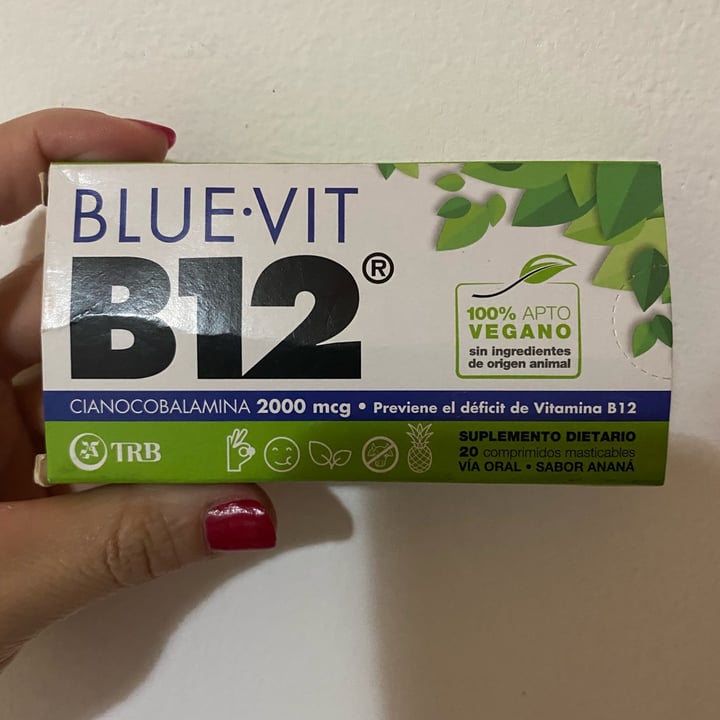 BLUE·VIT
B12®
100% APTO
VEGANO
sin ingredientes
de origen animal
CIANOCOBALAMINA 2000 mcg • Previene el déficit de Vitamina B12
TRB
SUPLEMENTO DIETARIO
20 comprimidos masticables
VÍA ORAL • SABOR ANANÁ